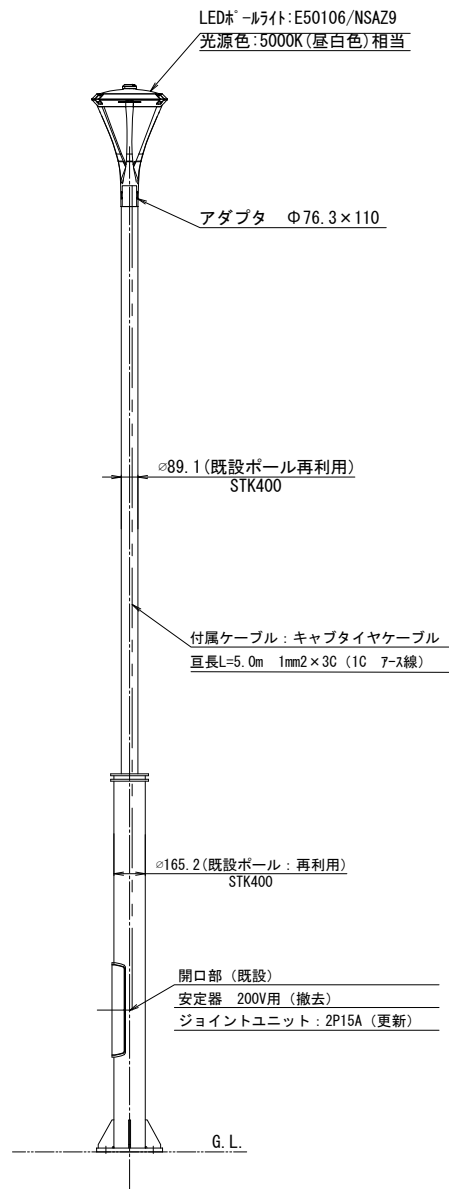 LEDﾎﾟｰﾙﾗｲﾄ:E50106/NSAZ9
光源色:5000K(昼白色)相当
アダプタ Φ76.3×110
⌀89.1(既設ポール再利用)
STK400
付属ケーブル：キャブタイヤケーブル
亘長L=5.0m 1mm2×3C（1C ｱｰｽ線）
⌀165.2(既設ポール：再利用)
STK400
開口部（既設）
安定器 200V用（撤去）
ジョイントユニット：2P15A（更新）
G.L.